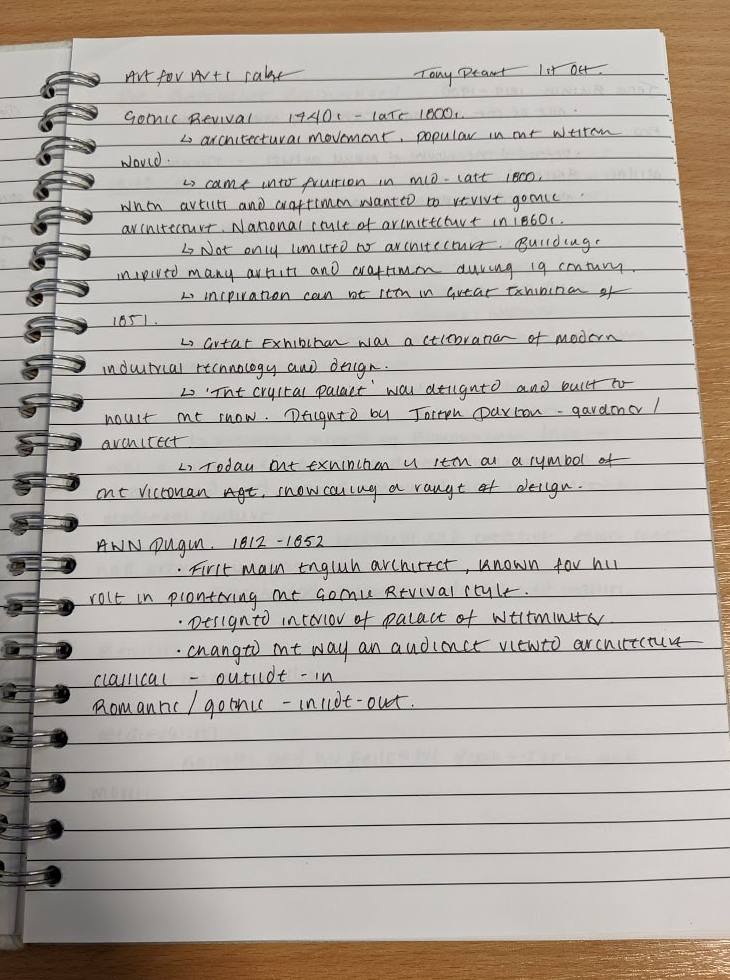 Art for Arts sake Tony Peart 1st Oct.
Gothic Revival 1740s - late 1800s.
↳ architectural movement, popular in the Western
World.
↳ came into fruition in mid-late 1800s.
when artists and craftsmen wanted to revive gothic
architecture. National style of architecture in 1860s.
↳ Not only limited to architecture. Buildings
inspired many artists and craftsmen during 19 century.
↳ inspiration can be seen in Great Exhibition of
1851.
↳ Great Exhibition was a celebration of modern
industrial technology and design.
↳ 'The crystal palace' was designed and built to
house the show. Designed by Joseph Paxton - gardener /
architect
↳ Today the exhibition is seen as a symbol of
the Victorian Age, showcasing a range of design.
AWN Pugin. 1812 - 1852
· First main English architect, known for his
role in pioneering the Gothic Revival style.
· Designed interior of palace of Westminster
· changed the way an audience viewed architecture
classical - outside - in
Romantic / gothic - inside-out.